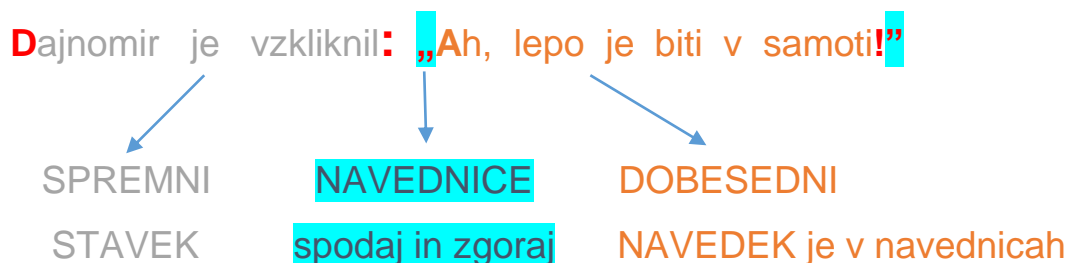 Dajnomir je vzkliknil: „Ah, lepo je biti v samoti!”
SPREMNI NAVEDNICE DOBESEDNI
STAVEK spodaj in zgoraj NAVEDEK je v navednicah